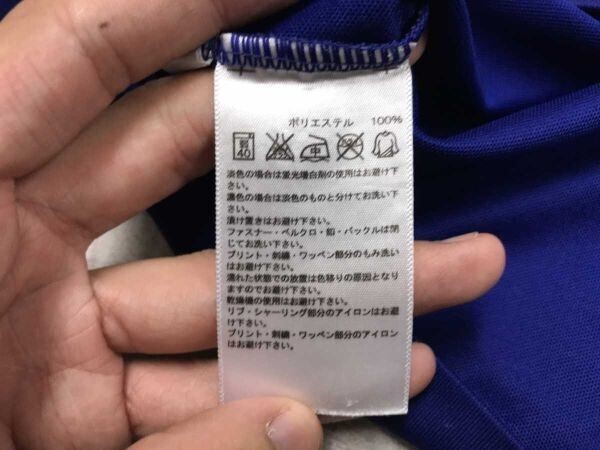 ポリエステル 100%
弱 40 中
淡色の場合は蛍光増白剤の使用はお避け下
さい。
濃色の場合は淡色のものと分けてお洗い下
さい。
漬け置きはお避け下さい。
ファスナー・ベルクロ・釦・バックルは閉
じてお洗い下さい。
プリント・刺繍・ワッペン部分のもみ洗い
はお避け下さい。
濡れた状態での放置は色移りの原因となり
ますのでお避け下さい。
乾燥機の使用はお避け下さい。
リブ・シャーリング部分のアイロンはお避
け下さい。
プリント・刺繍・ワッペン部分のアイロン
はお避け下さい。